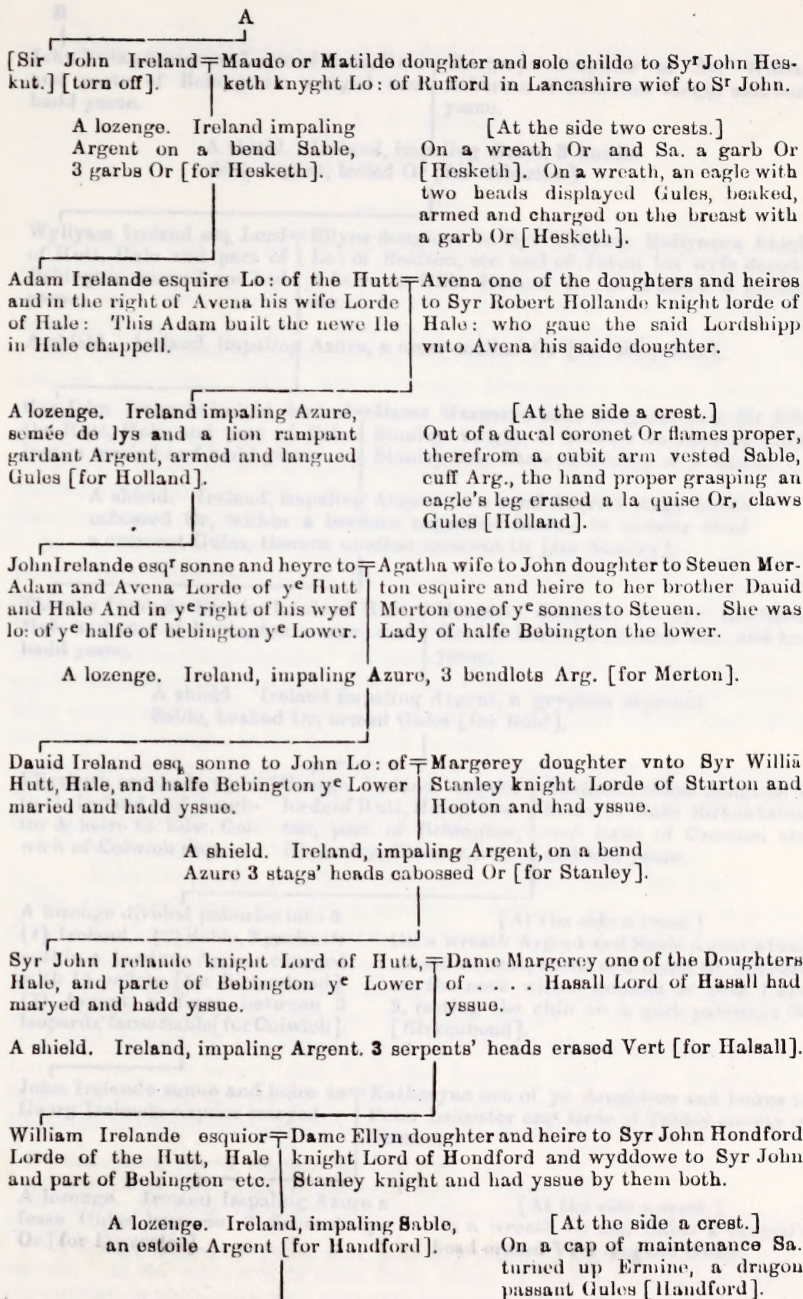 A
[Sir John Ireland
knt.] [torn off].
Maude or Matilde doughter and sole childe to Syr John Hes-
keth knyght Lo: of Rufford in Lancashire wief to Sr John.
A lozenge. Ireland impaling
Argent on a bend Sable,
3 garbs Or [for Hesketh].
[At the side two crests.]
On a wreath Or and Sa. a garb Or
[Hesketh]. On a wreath, an eagle with
two heads displayed Gules, beaked,
armed and charged on the breast with
a garb Or [Hesketh].
Adam Irelande esquire Lo: of the Hutt
and in the right of Avena his wife Lorde
of Hale: This Adam built the newe Ile
in Hale chappell.
Avena one of the doughters and heires
to Syr Robert Hollande knight lorde of
Hale: who gaue the said Lordshipp
vnto Avena his saide doughter.
A lozenge. Ireland impaling Azure,
semée de lys and a lion rampant
gardant Argent, armed and langued
Gules [for Holland].
[At the side a crest.]
Out of a ducal coronet Or flames proper,
therefrom a cubit arm vested Sable,
cuff Arg., the hand proper grasping an
eagle's leg erased a la quise Or, claws
Gules [Holland].
John Irelande esqr sonne and heyre to
Adam and Avena Lorde of ye Hutt
and Hale And in ye right of his wyef
lo: of ye halfe of bebington ye Lower.
Agatha wife to John doughter to Steuen Mer-
ton esquire and heire to her brother Dauid
Merton one of ye sonnes to Steuen. She was
Lady of halfe Bebington the lower.
A lozenge. Ireland, impaling Azure, 3 bendlets Arg. [for Merton].
Dauid Ireland esq sonne to John Lo: of
Hutt, Hale, and halfe Bebington ye Lower
maried and hadd yssue.
Margerey doughter vnto Syr Williā
Stanley knight Lorde of Sturton and
Hooton and had yssue.
A shield. Ireland, impaling Argent, on a bend
Azure 3 stags' heads cabossed Or [for Stanley].
Syr John Irelande knight Lord of Hutt,
Hale, and parte of Bebington ye Lower
maryed and hadd yssue.
Dame Margerey one of the Doughters
of . . . . Hasall Lord of Hasall had
yssue.
A shield. Ireland, impaling Argent. 3 serpents' heads erased Vert [for Halsall].
William Irelande esquior
Lorde of the Hutt, Hale
and part of Bebington etc.
Dame Ellyn doughter and heire to Syr John Hondford
knight Lord of Hondford and wyddowe to Syr John
Stanley knight and had yssue by them both.
A lozenge. Ireland, impaling Sable,
an estoile Argent [for Handford].
[At the side a crest.]
On a cap of maintenance Sa.
turned up Ermine, a dragon
passant Gules [Handford].